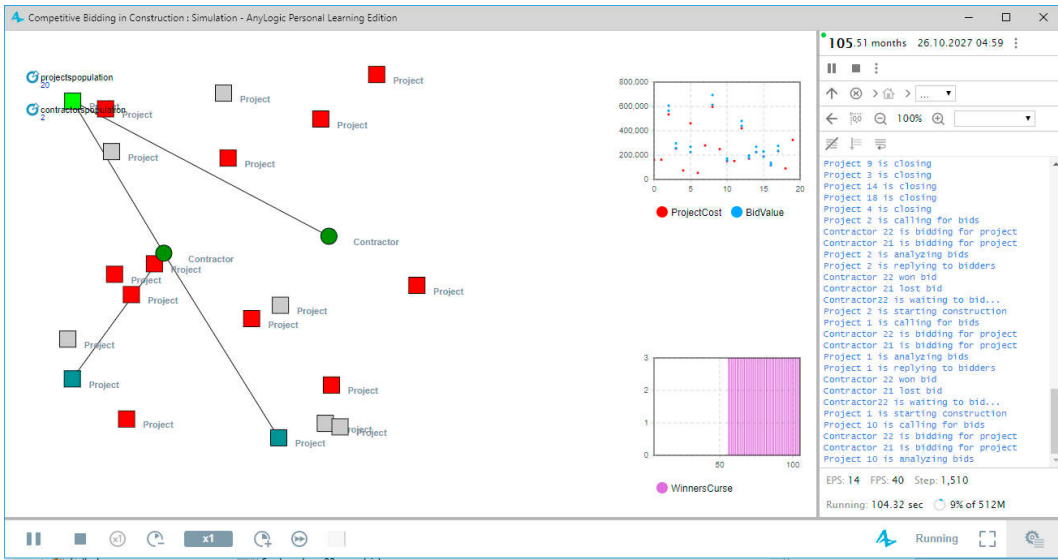 Competitive Bidding in Construction : Simulation - AnyLogic Personal Learning Edition
projectspopulation
20
contractorspopulation
2
Project
Project
Project
Project
Project
Project
Project
Contractor
Contractor
Project
Project
Project
Project
Project
Project
Project
Project
Project
Project
Project
Project
800,000
600,000
400,000
200,000
0
0
5
10
15
20
ProjectCost
BidValue
3
2
1
0
50
100
WinnersCurse
105.51 months 26.10.2027 04:59
...
100%
Project 9 is closing
Project 3 is closing
Project 14 is closing
Project 18 is closing
Project 4 is closing
Project 2 is calling for bids
Contractor 22 is bidding for project
Contractor 21 is bidding for project
Project 2 is analyzing bids
Project 2 is replying to bidders
Contractor 22 won bid
Contractor 21 lost bid
Contractor22 is waiting to bid...
Project 2 is starting construction
Project 1 is calling for bids
Contractor 22 is bidding for project
Contractor 21 is bidding for project
Project 1 is analyzing bids
Project 1 is replying to bidders
Contractor 22 won bid
Contractor 21 lost bid
Contractor22 is waiting to bid...
Project 1 is starting construction
Project 10 is calling for bids
Contractor 22 is bidding for project
Contractor 21 is bidding for project
Project 10 is analyzing bids
EPS: 14 FPS: 40 Step: 1,510
Running: 104.32 sec 9% of 512M
x1
x1
Running